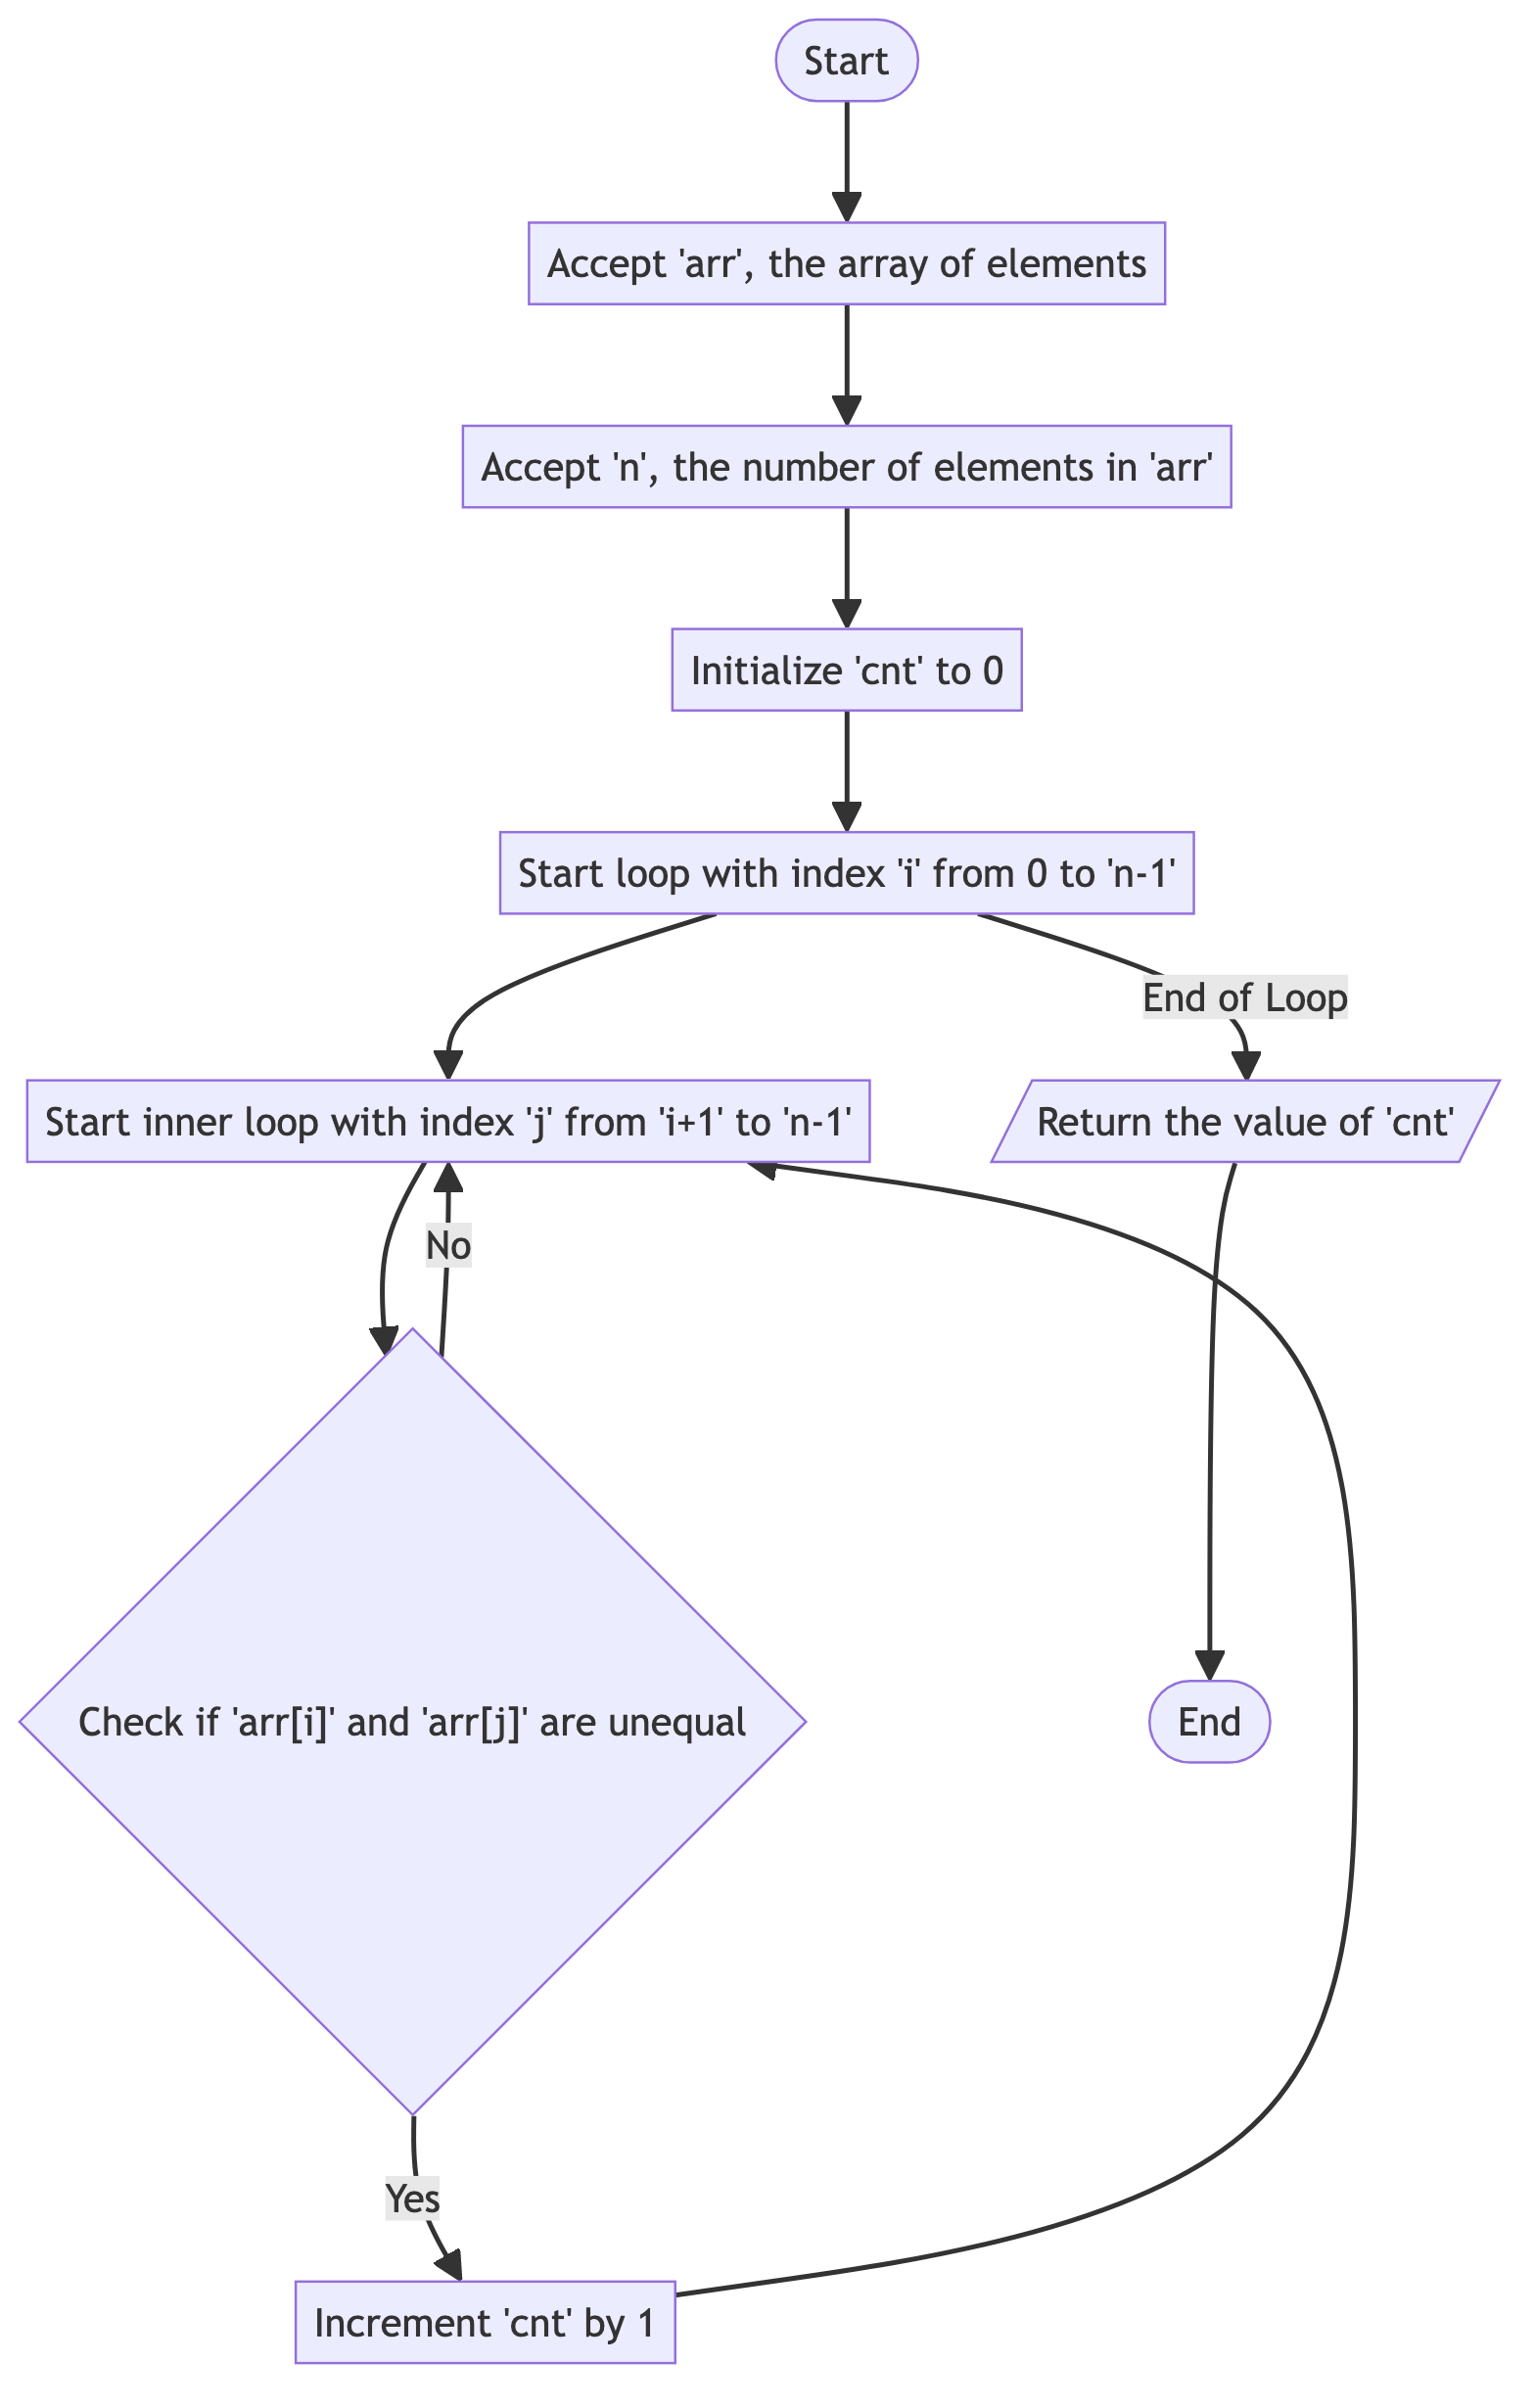 Start
Accept 'arr', the array of elements
Accept 'n', the number of elements in 'arr'
Initialize 'cnt' to 0
Start loop with index 'i' from 0 to 'n-1'
End of Loop
Start inner loop with index 'j' from 'i+1' to 'n-1'
Return the value of 'cnt'
No
Check if 'arr[i]' and 'arr[j]' are unequal
End
Yes
Increment 'cnt' by 1